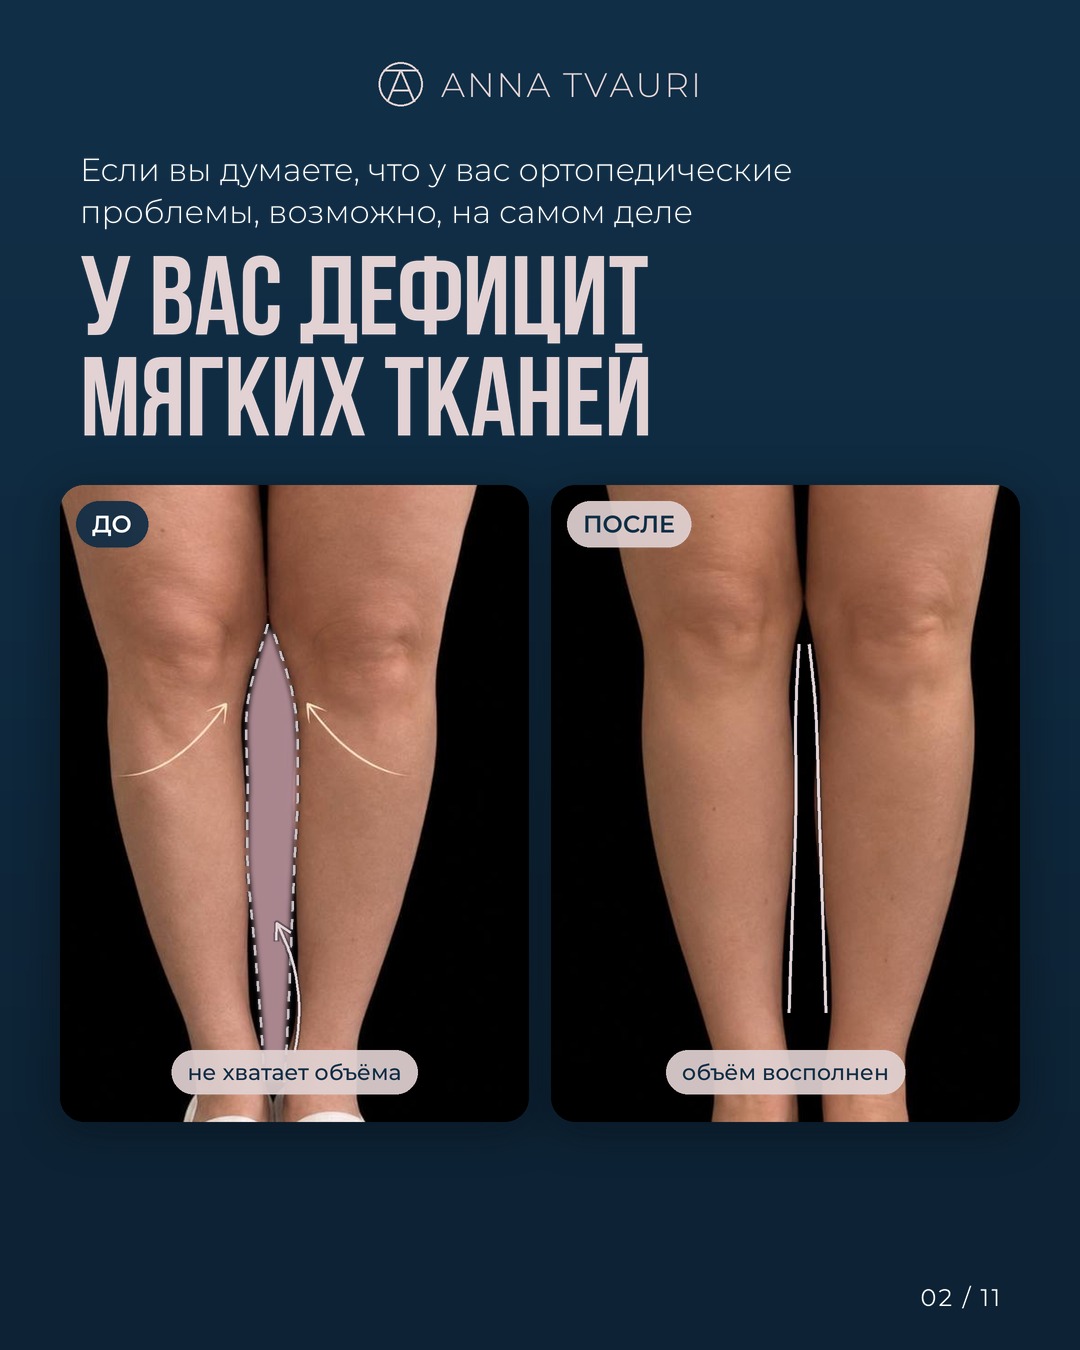 ANNA TVAURI
Если вы думаете, что у вас ортопедические
проблемы, возможно, на самом деле
У ВАС ДЕФИЦИТ
МЯГКИХ ТКАНЕЙ
ДО
ПОСЛЕ
не хватает объёма
объём восполнен
02 / 11